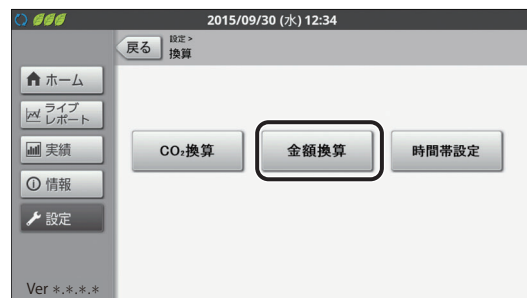 2015/09/30 (水) 12:34
戻る
設定 >
換算
ホーム
ライブ
レポート
実績
情報
設定
CO₂換算
金額換算
時間帯設定
Ver *.*.*.*